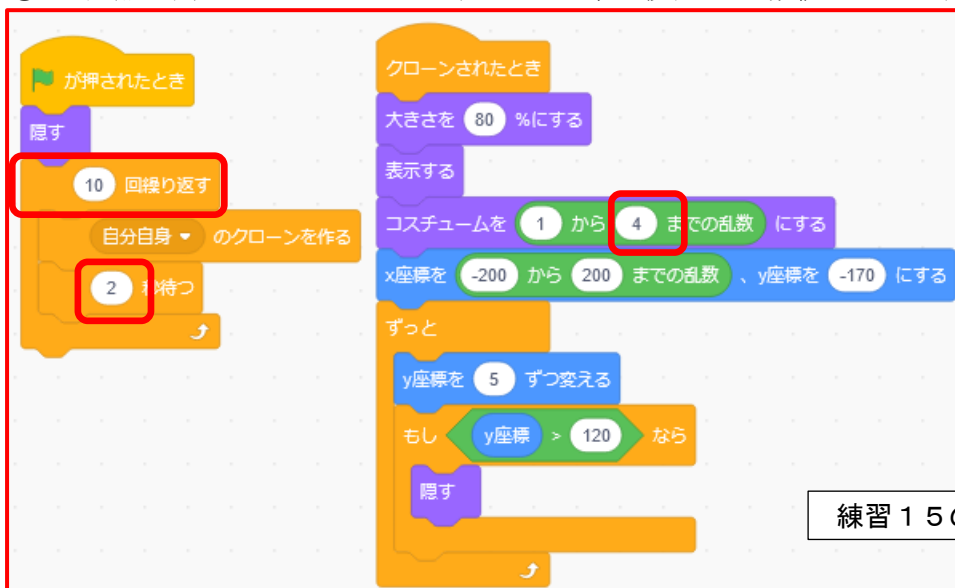 が押されたとき
隠す
10 回繰り返す
自分自身 のクローンを作る
2 秒待つ
クローンされたとき
大きさを 80 %にする
表示する
コスチュームを 1 から 4 までの乱数 にする
x座標を -200 から 200 までの乱数 、y座標を -170 にする
ずっと
y座標を 5 ずつ変える
もし y座標 > 120 なら
隠す
練習15